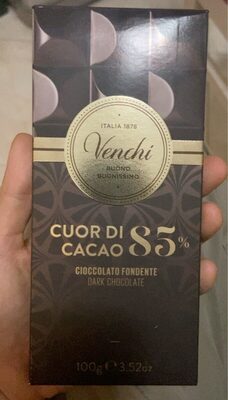 ITALIA 1878
Venchi
BUONO
BUONISSIMO
CUOR DI
CACAO 85%
CIOCCOLATO FONDENTE
DARK CHOCOLATE
100g ℮ 3.52oz